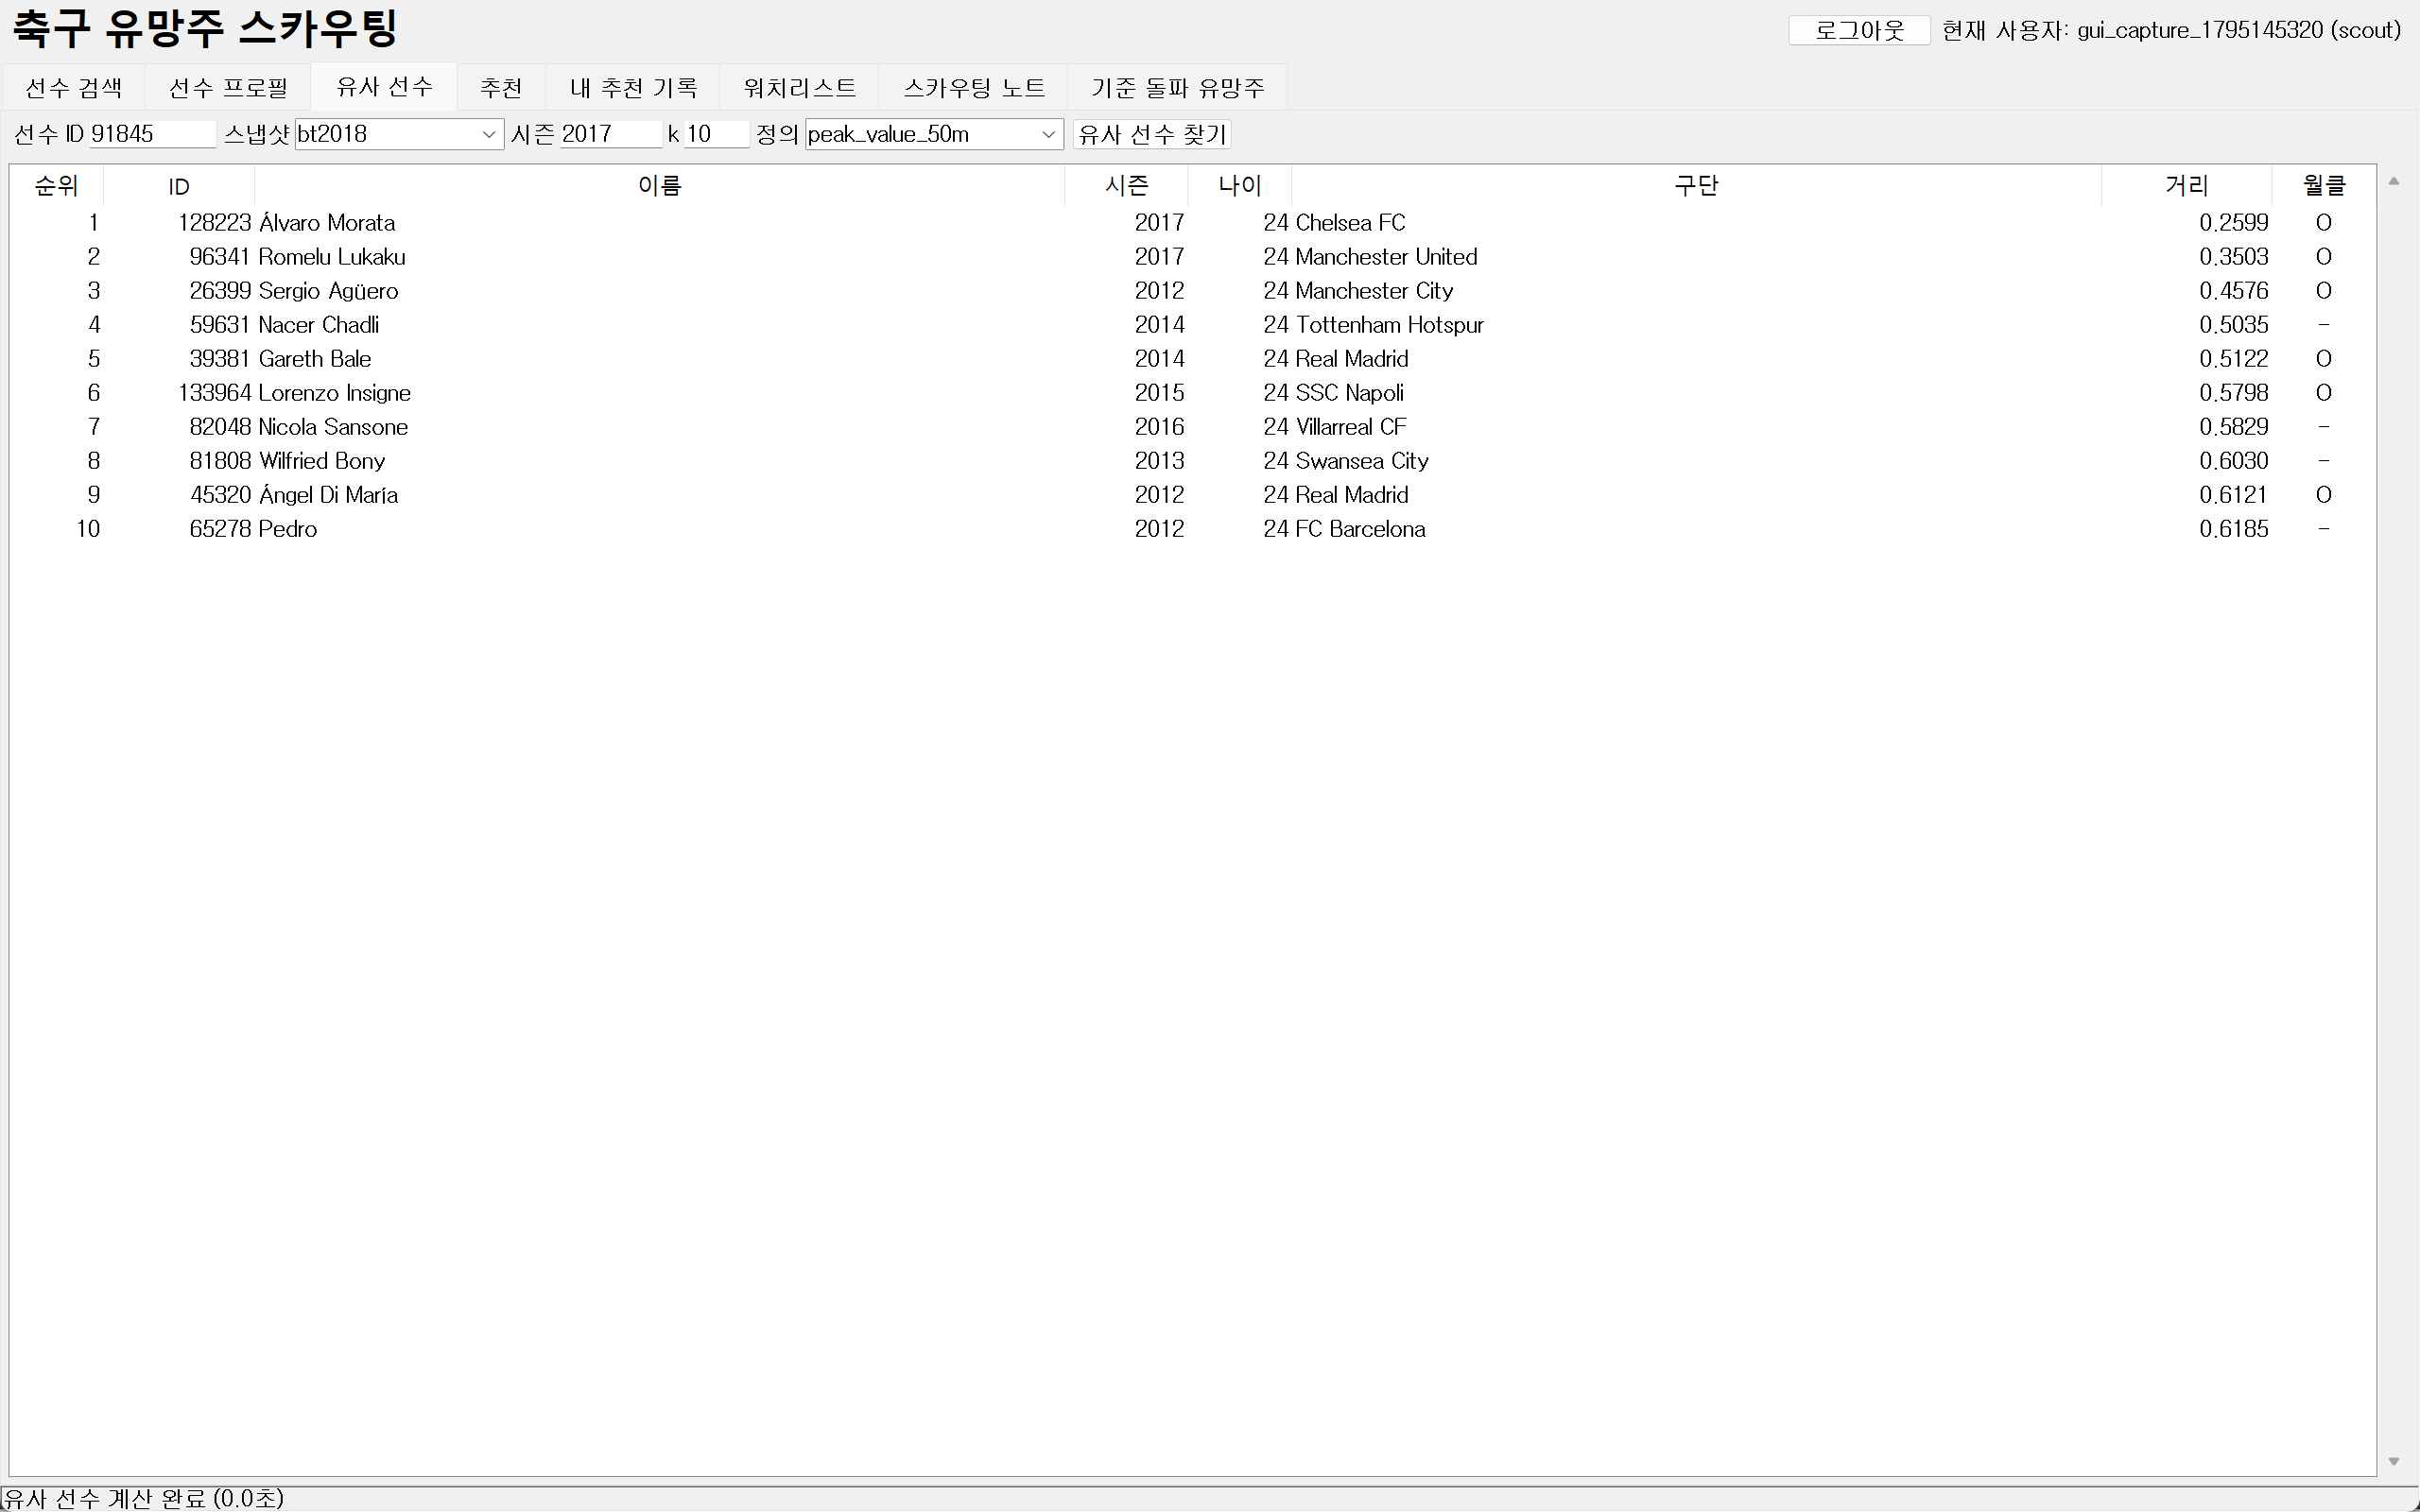 축구 유망주 스카우팅
로그아웃 현재 사용자: gui_capture_1795145320 (scout)
선수 검색 선수 프로필 유사 선수 추천 내 추천 기록 워치리스트 스카우팅 노트 기준 돌파 유망주
선수 ID 91845 스냅샷 bt2018 시즌 2017 k 10 정의 peak_value_50m 유사 선수 찾기
순위 ID 이름 시즌 나이 구단 거리 월클
1 128223 Álvaro Morata 2017 24 Chelsea FC 0.2599 O
2 96341 Romelu Lukaku 2017 24 Manchester United 0.3503 O
3 26399 Sergio Agüero 2012 24 Manchester City 0.4576 O
4 59631 Nacer Chadli 2014 24 Tottenham Hotspur 0.5035 -
5 39381 Gareth Bale 2014 24 Real Madrid 0.5122 O
6 133964 Lorenzo Insigne 2015 24 SSC Napoli 0.5798 O
7 82048 Nicola Sansone 2016 24 Villarreal CF 0.5829 -
8 81808 Wilfried Bony 2013 24 Swansea City 0.6030 -
9 45320 Ángel Di María 2012 24 Real Madrid 0.6121 O
10 65278 Pedro 2012 24 FC Barcelona 0.6185 -
유사 선수 계산 완료 (0.0초)